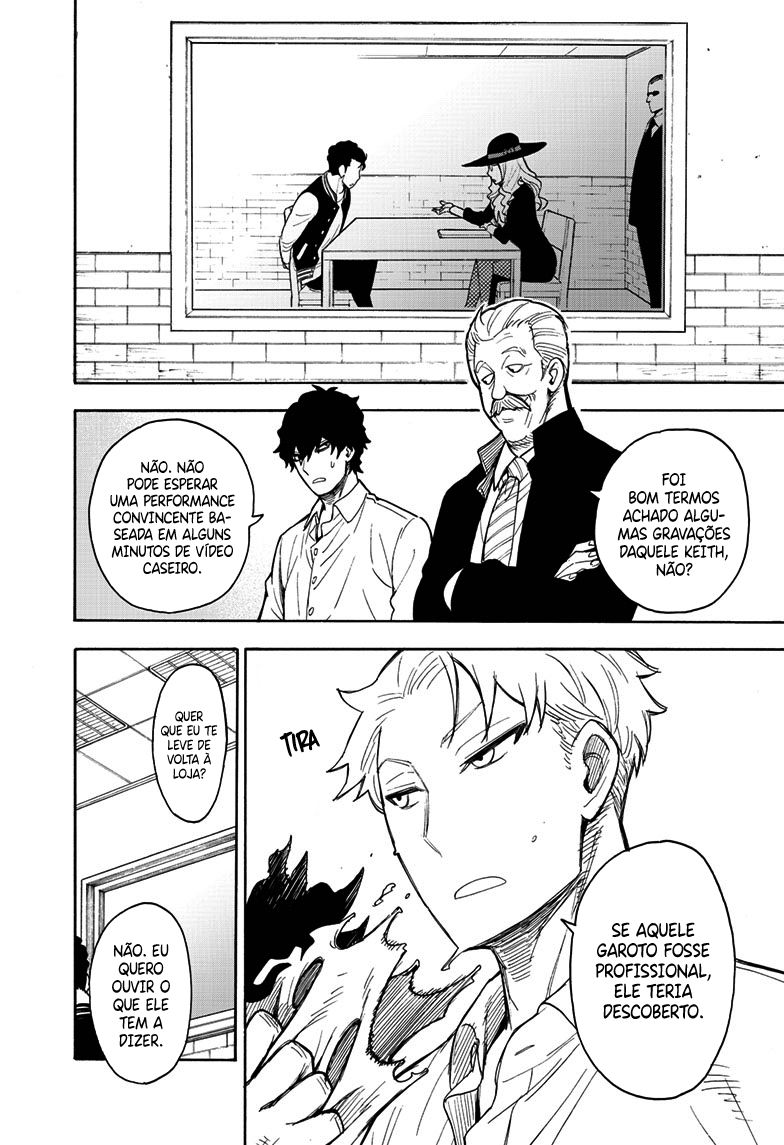 FOI
BOM TERMOS
ACHADO ALGU-
MAS GRAVAÇÕES
DAQUELE KEITH,
NÃO?
NÃO. NÃO
PODE ESPERAR
UMA PERFORMANCE
CONVINCENTE BA-
SEADA EM ALGUNS
MINUTOS DE VÍDEO
CASEIRO.
TIRA
SE AQUELE
GAROTO FOSSE
PROFISSIONAL,
ELE TERIA
DESCOBERTO.
QUER
QUE EU TE
LEVE DE
VOLTA À
LOJA?
NÃO. EU
QUERO
OUVIR O
QUE ELE
TEM A
DIZER.